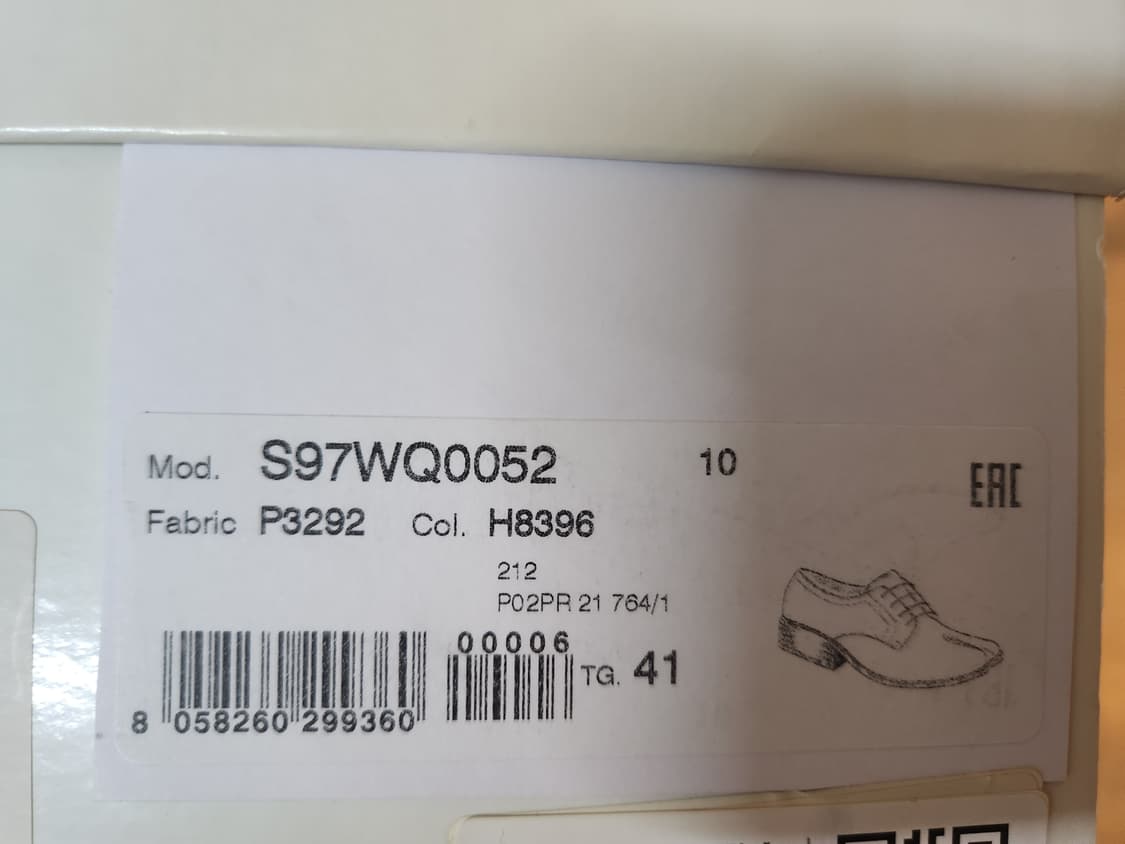 Mod. S97WQ0052 10
EAC
Fabric P3292 Col. H8396
212
P02PR 21 764/1
00006
TG. 41
8 058260 299360